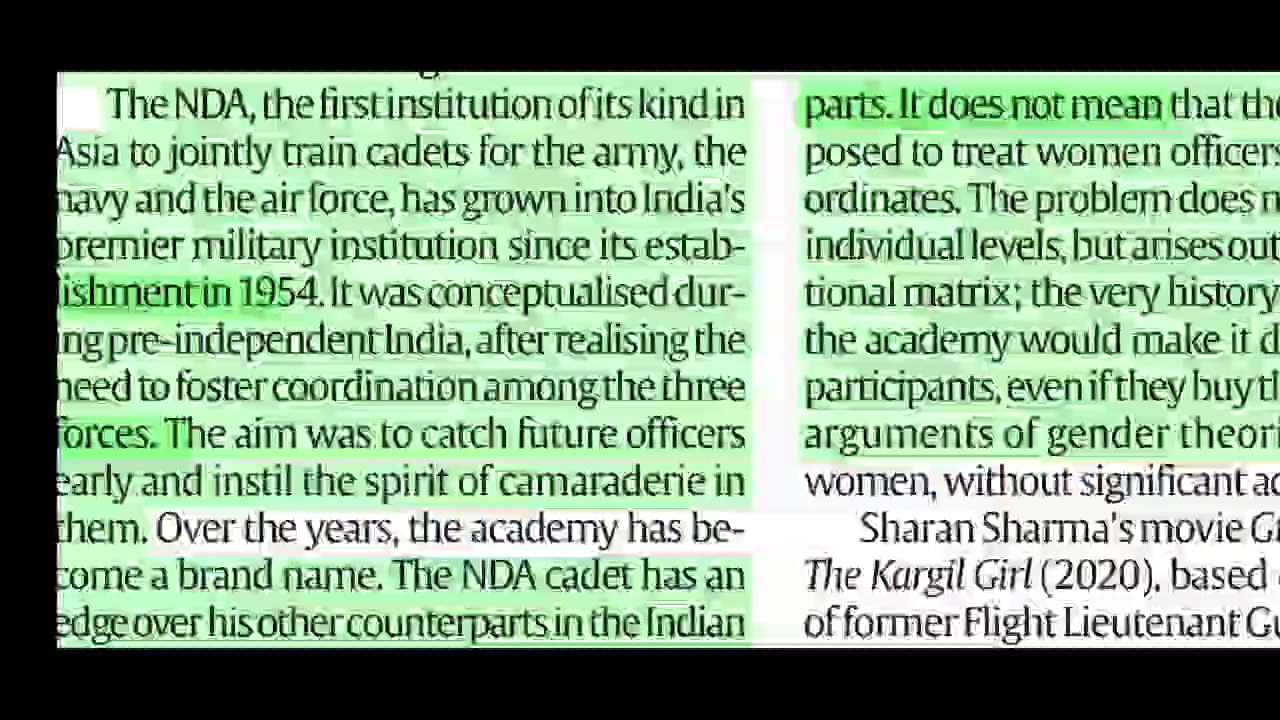 The NDA, the first institution of its kind in
Asia to jointly train cadets for the army, the
navy and the air force, has grown into India's
premier military institution since its estab-
lishment in 1954. It was conceptualised dur-
ing pre-independent India, after realising the
need to foster coordination among the three
forces. The aim was to catch future officers
early and instil the spirit of camaraderie in
them. Over the years, the academy has be-
come a brand name. The NDA cadet has an
edge over his other counterparts in the Indian
parts. It does not mean that
posed to treat women officers
ordinates. The problem does
individual levels, but arises out
tional matrix; the very history
the academy would make it
participants, even if they buy
arguments of gender
women, without significant
Sharan Sharma's movie
The Kargil Girl (2020), based
of former Flight Lieutenant